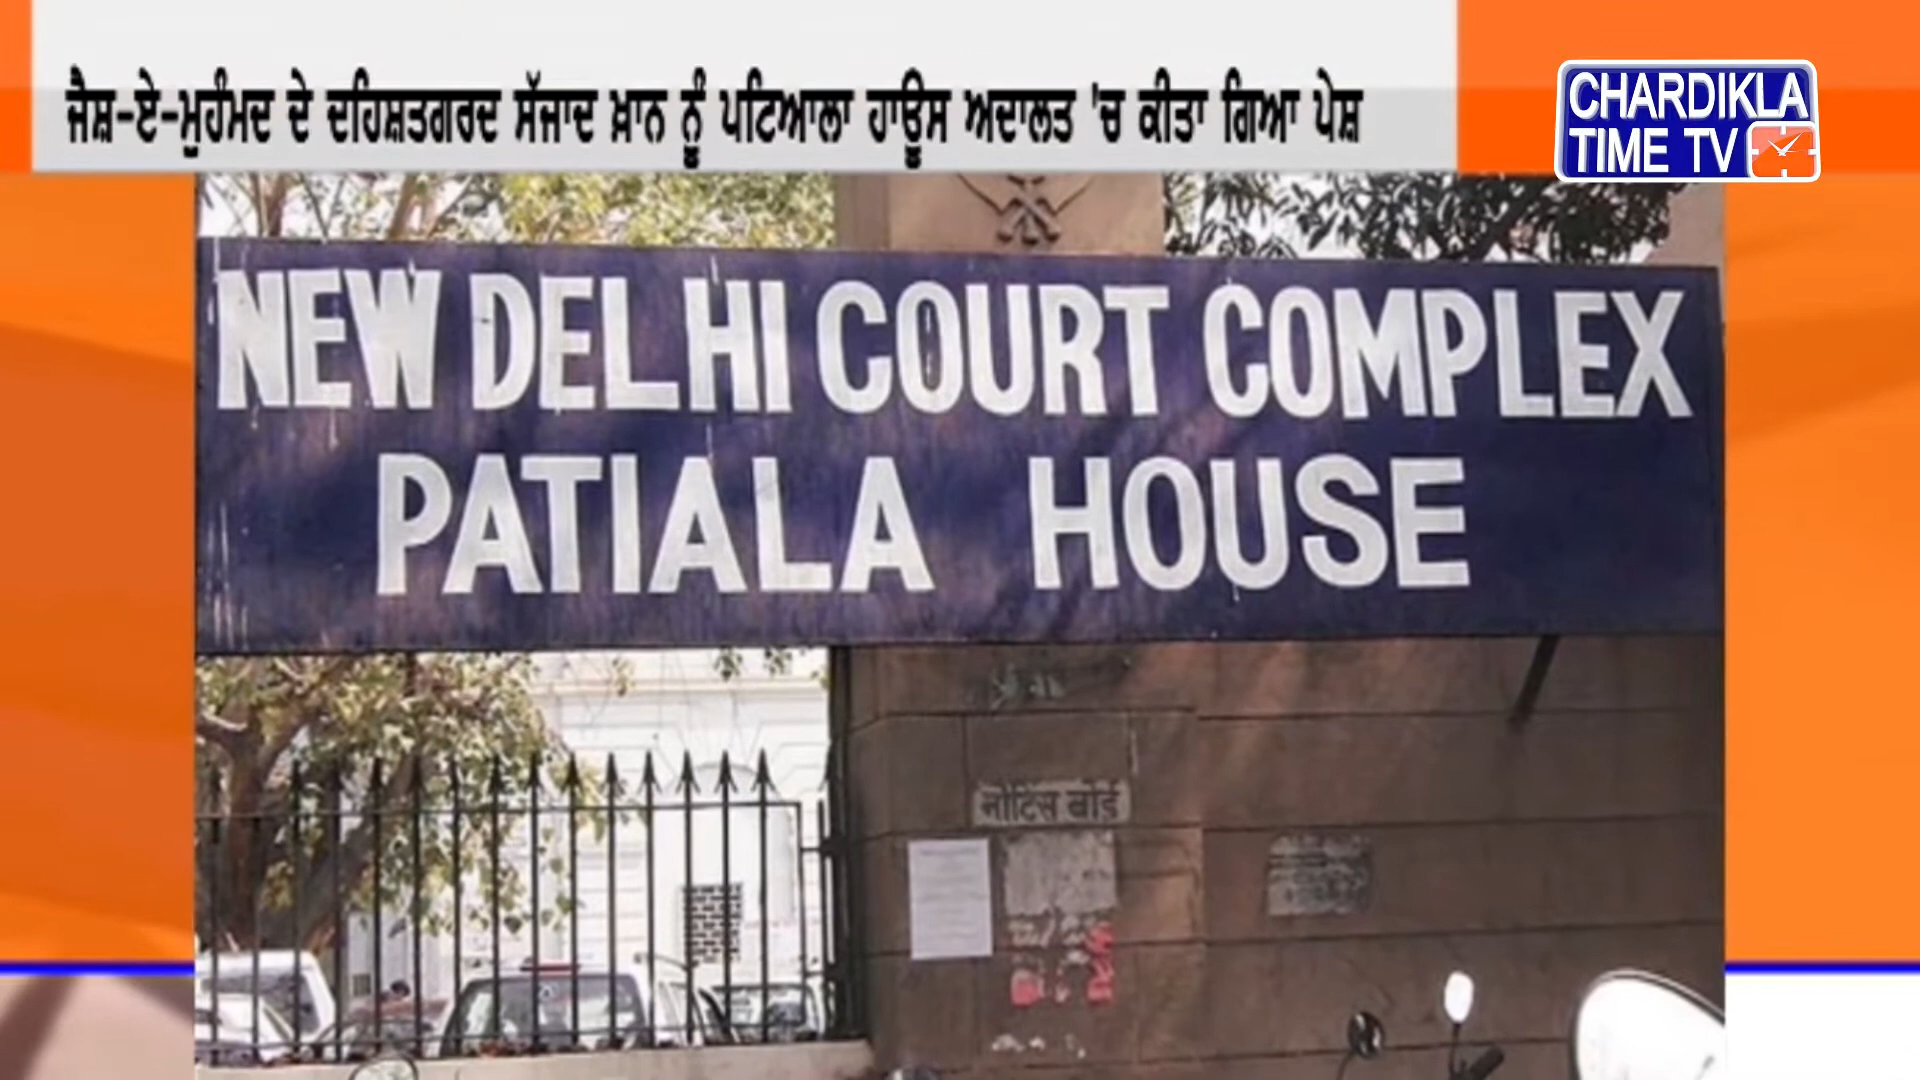 ਜੈਸ਼-ਏ-ਮੁਹੰਮਦ ਦੇ ਦਹਿਸ਼ਤਗਰਦ ਸੱਜਾਦ ਖ਼ਾਨ ਨੂੰ ਪਟਿਆਲਾ ਹਾਊਸ ਅਦਾਲਤ 'ਚ ਕੀਤਾ ਗਿਆ ਪੇਸ਼
CHARDIKLA
TIME TV
NEW DELHI COURT COMPLEX
PATIALA HOUSE
नोटिस बोर्ड